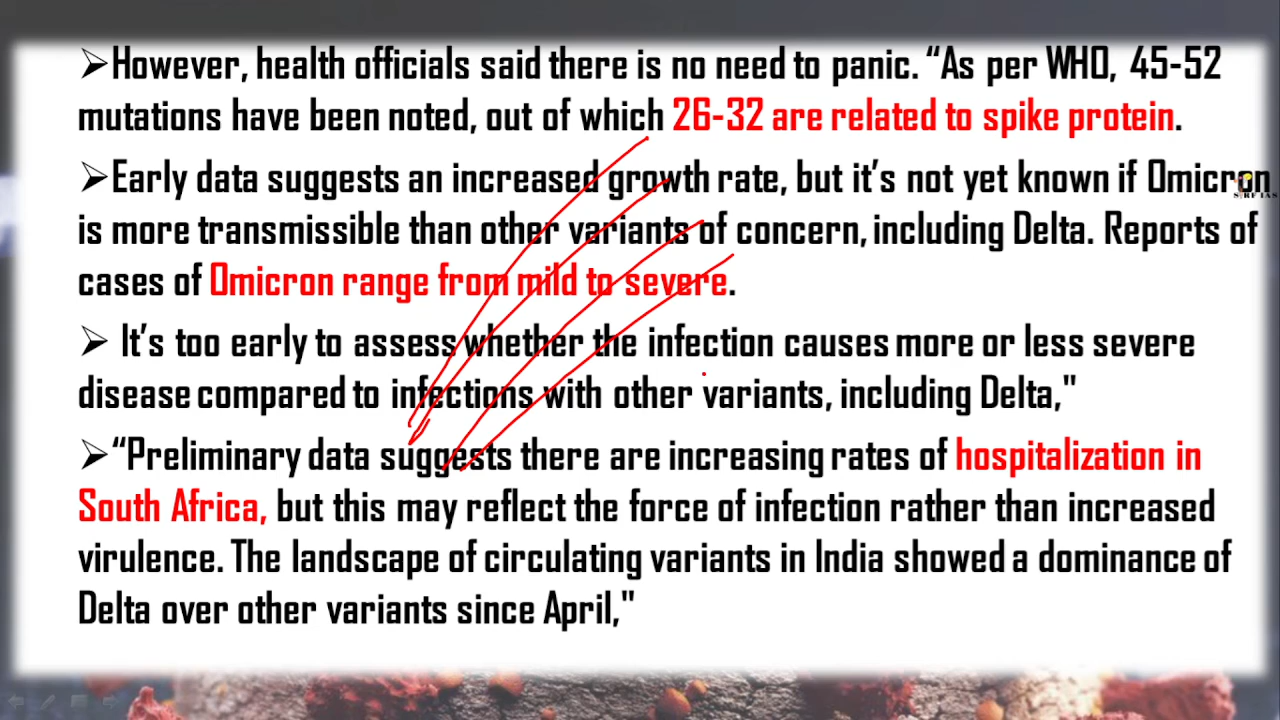 ➢However, health officials said there is no need to panic. “As per WHO, 45-52
mutations have been noted, out of which 26-32 are related to spike protein.
➢Early data suggests an increased growth rate, but it’s not yet known if Omicron
is more transmissible than other variants of concern, including Delta. Reports of
cases of Omicron range from mild to severe.
➢ It’s too early to assess whether the infection causes more or less severe
disease compared to infections with other variants, including Delta,"
➢“Preliminary data suggests there are increasing rates of hospitalization in
South Africa, but this may reflect the force of infection rather than increased
virulence. The landscape of circulating variants in India showed a dominance of
Delta over other variants since April,"